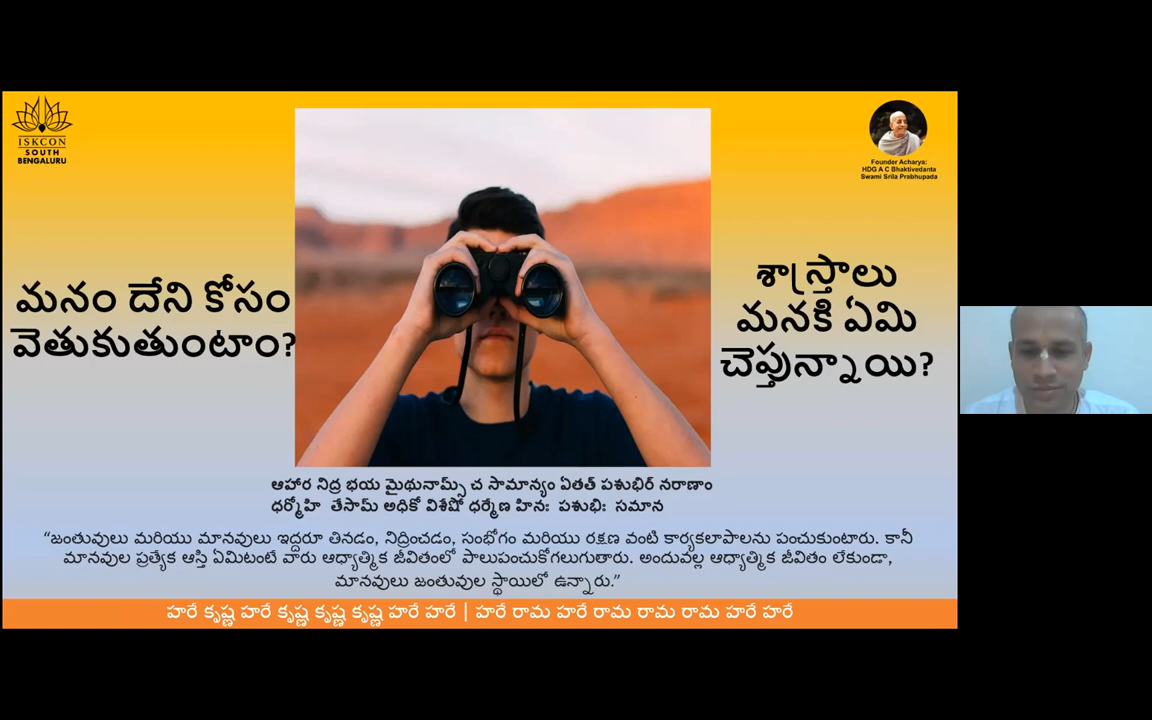 ISKCON
SOUTH
BENGALURU
Founder Acharya:
HDG A C Bhaktivedanta
Swami Srila Prabhupada
మనం దేని కోసం
వెతుకుతుంటాం?
శాస్త్రాలు
మనకి ఏమి
చెప్తున్నాయి?
ఆహార నిద్ర భయ మైథునామ్స్ చ సామాన్యం ఏతత్ పశుభిర్ నరాణాం
ధర్మోహి తేసామ్ అధికో విశేషో ధర్మేణ హినః పశుభిః సమాన
“జంతువులు మరియు మానవులు ఇద్దరూ తినడం, నిద్రించడం, సంభోగం మరియు రక్షణ వంటి కార్యకలాపాలను పంచుకుంటారు. కానీ
మానవుల ప్రత్యేక ఆస్తి ఏమిటంటే వారు ఆధ్యాత్మిక జీవితంలో పాలుపంచుకోగలుగుతారు. అందువల్ల ఆధ్యాత్మిక జీవితం లేకుండా,
మానవులు జంతువుల స్థాయిలో ఉన్నారు.”
హరే కృష్ణ హరే కృష్ణ కృష్ణ కృష్ణ హరే హరే | హరే రామ హరే రామ రామ రామ హరే హరే